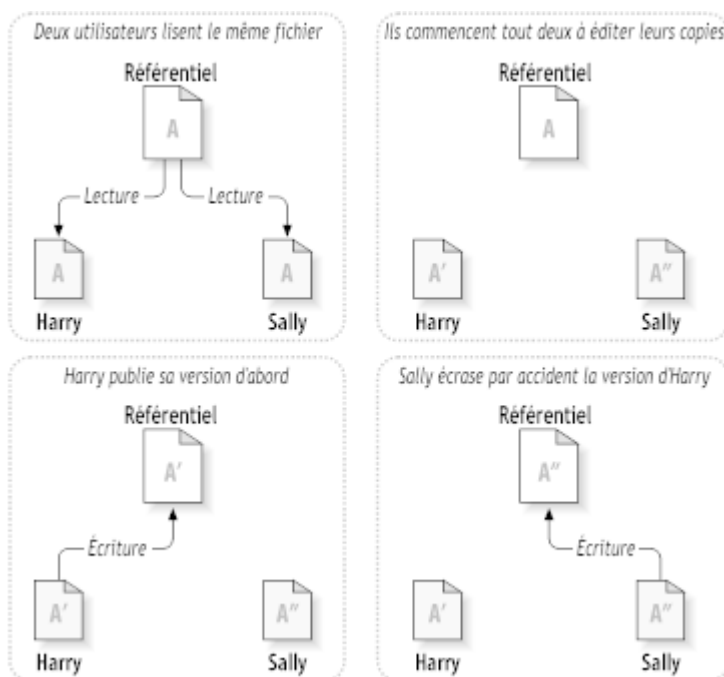 Deux utilisateurs lisent le même fichier
Référentiel
A
Lecture
Lecture
A
A
Harry
Sally
Ils commencent tout deux à éditer leurs copies
Référentiel
A
A'
A"
Harry
Sally
Harry publie sa version d'abord
Référentiel
A'
Écriture
A'
A"
Harry
Sally
Sally écrase par accident la version d'Harry
Référentiel
A"
Écriture
A'
A"
Harry
Sally